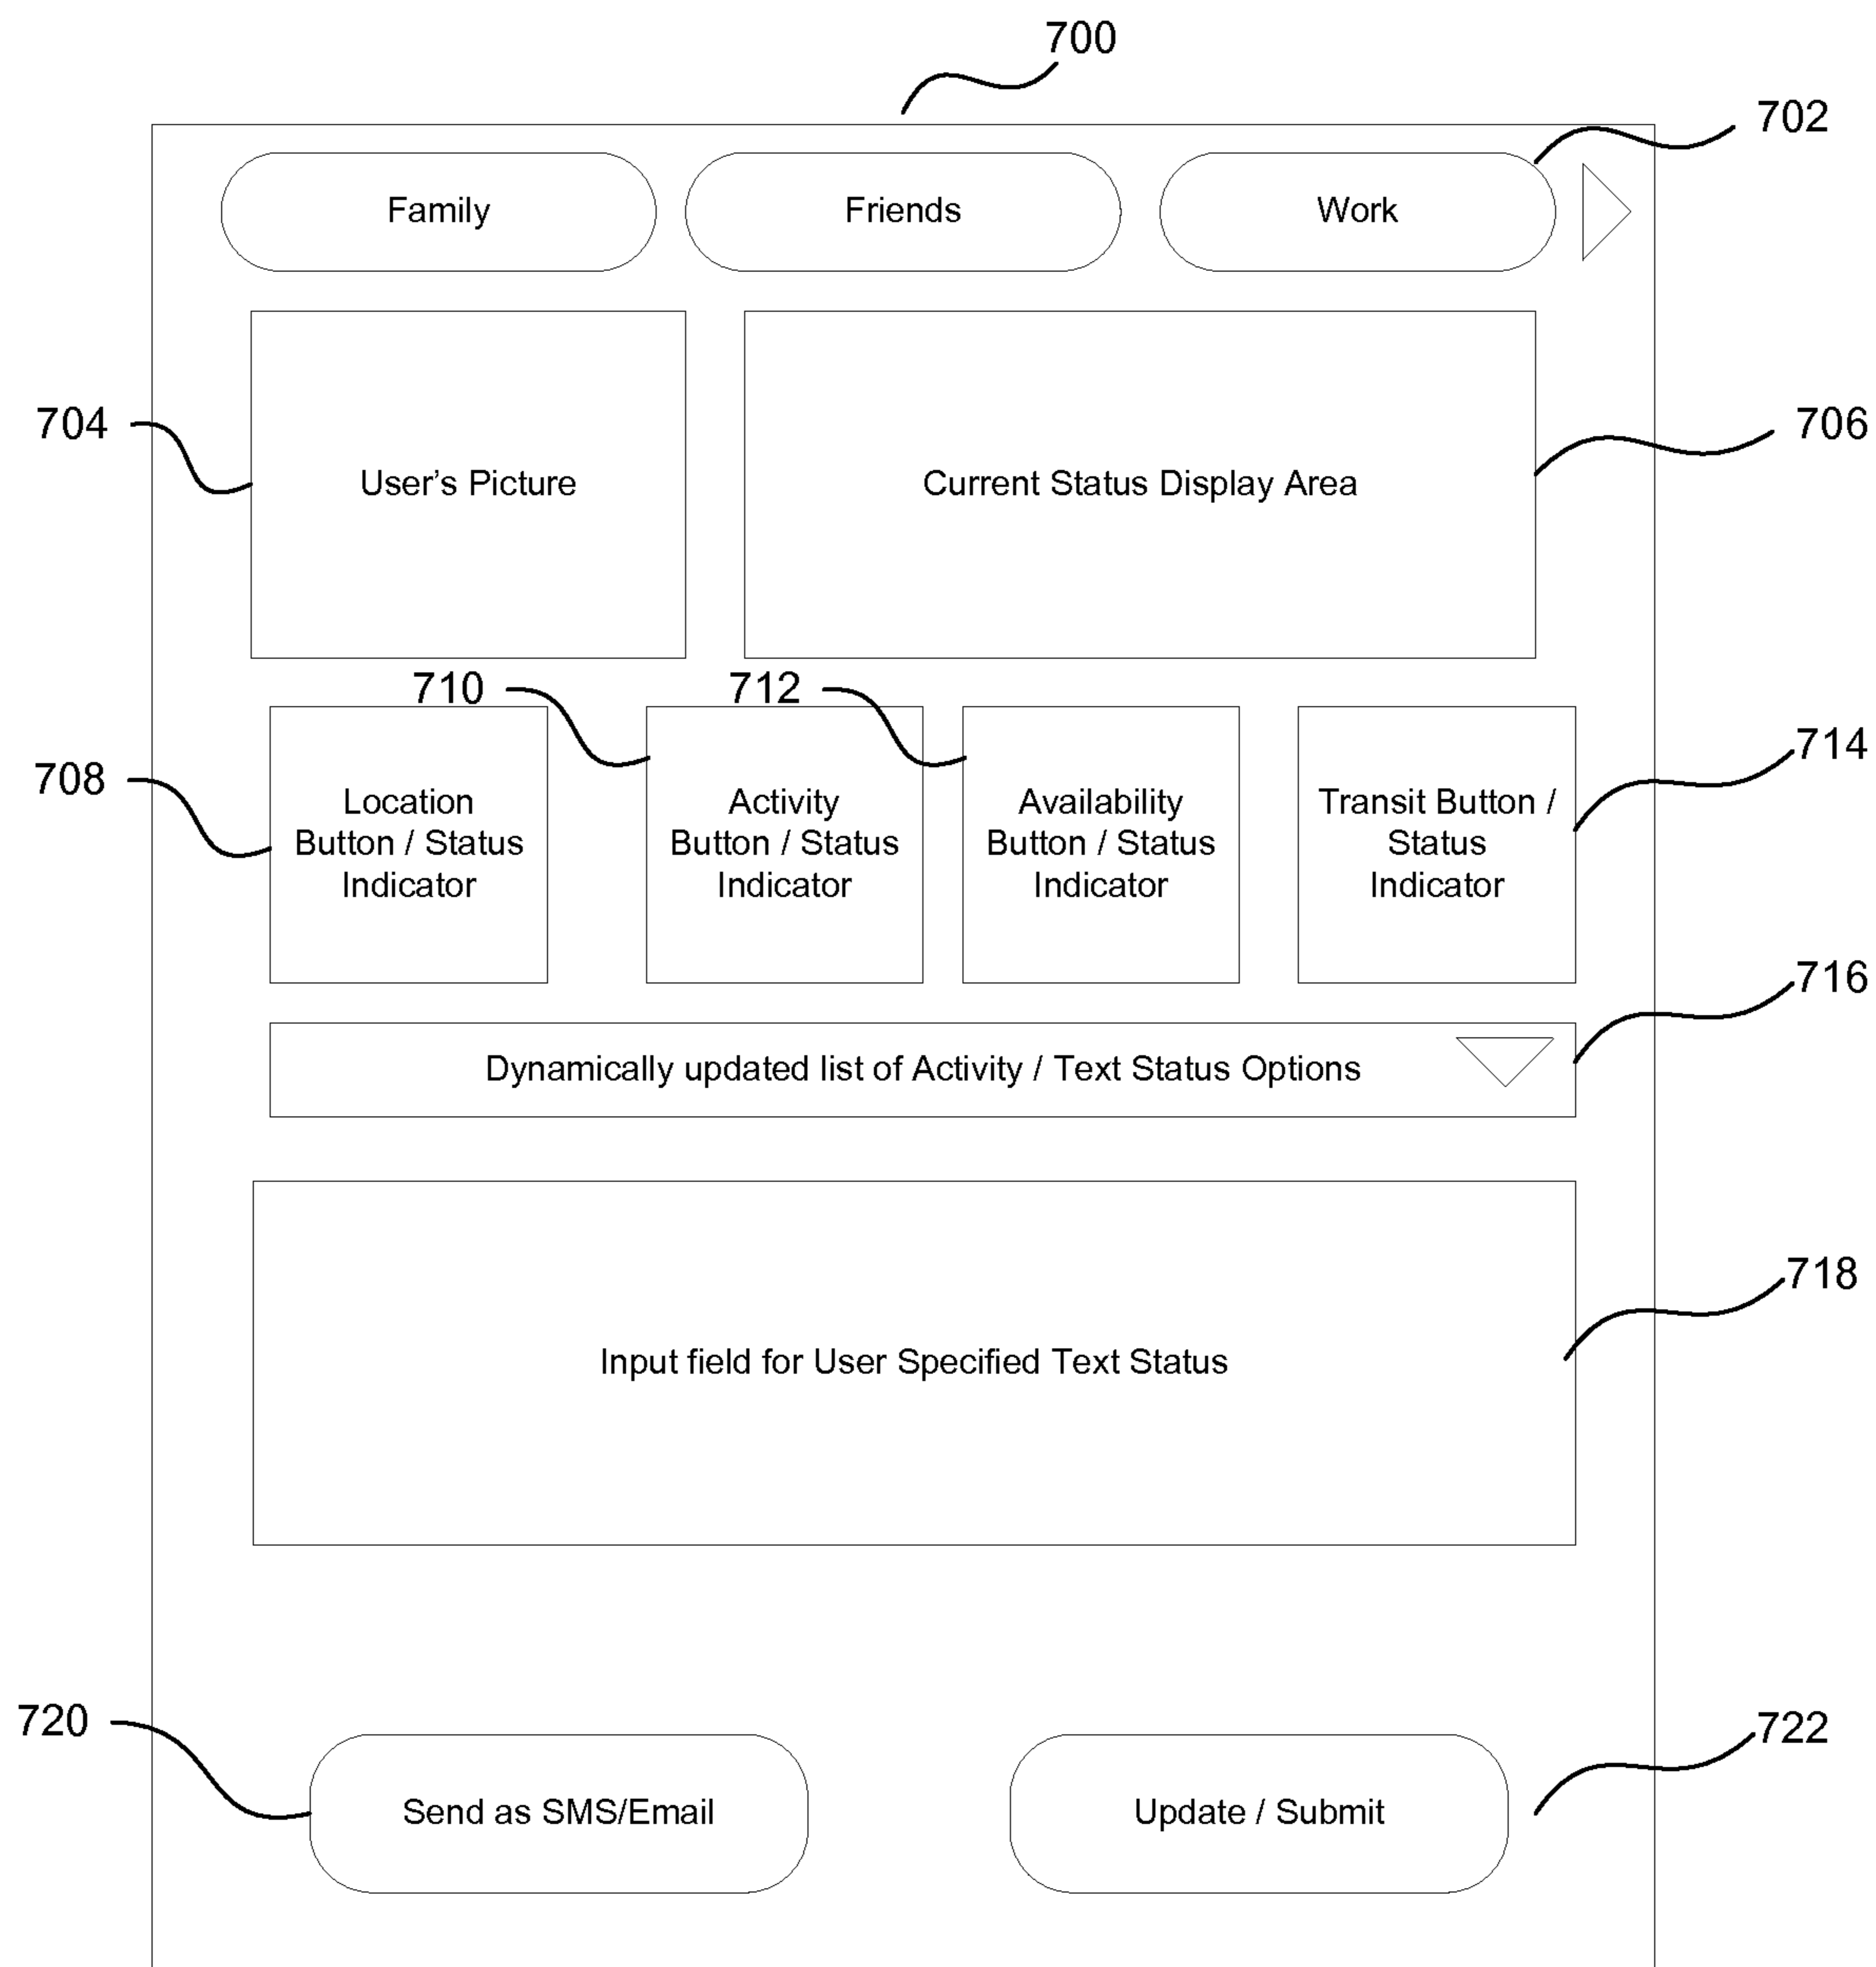 700
702
Family
Friends
Work
704
706
User's Picture
Current Status Display Area
710
712
708
714
Location
Button / Status
Indicator
Activity
Button / Status
Indicator
Availability
Button / Status
Indicator
Transit Button /
Status
Indicator
716
Dynamically updated list of Activity / Text Status Options
718
Input field for User Specified Text Status
720
722
Send as SMS/Email
Update / Submit